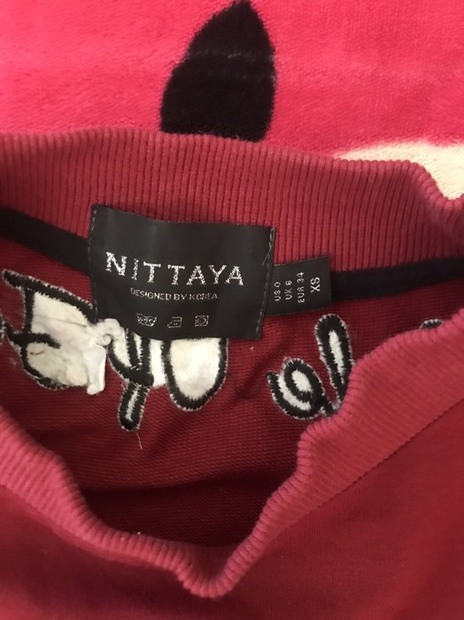 NITTAYA
DESIGNED BY KOREA
US 0
UK 6
EUR 34
XS